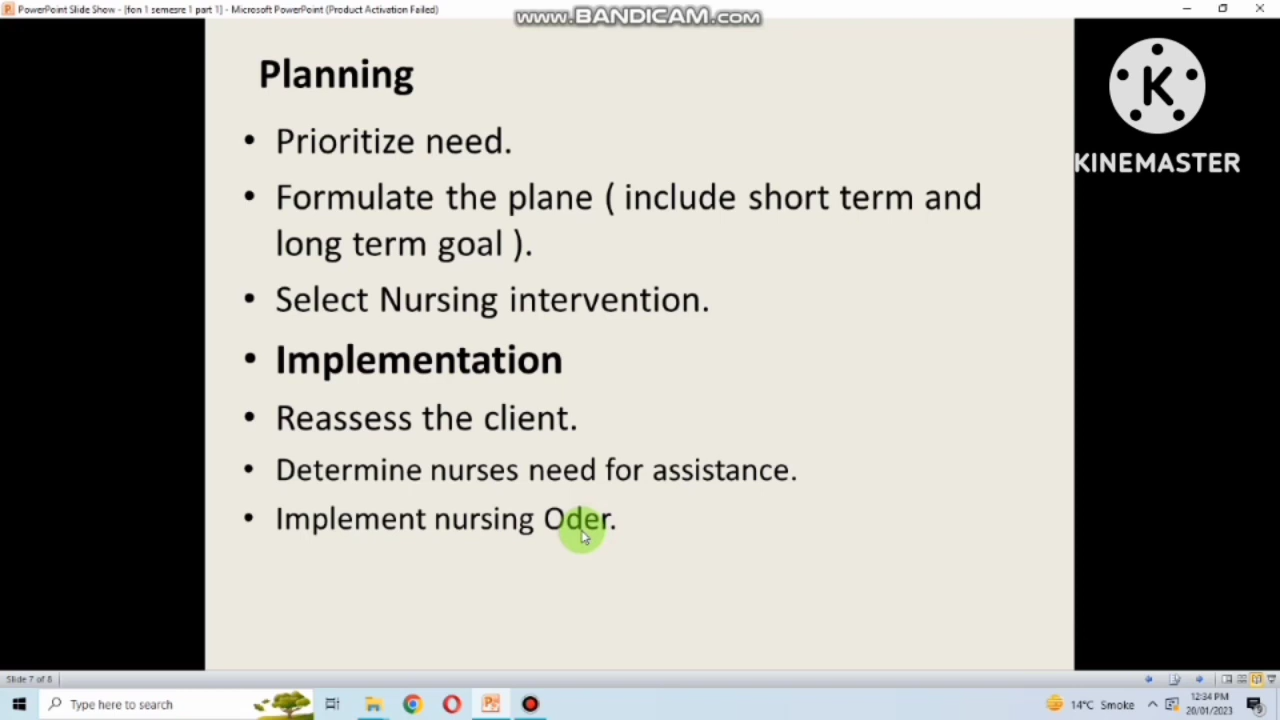 PowerPoint Slide Show - [fon 1 semesre 1 part 1] - Microsoft PowerPoint (Product Activation Failed)
www.BANDICAM.com
K
KINEMASTER
Planning
• Prioritize need.
• Formulate the plane ( include short term and
long term goal ).
• Select Nursing intervention.
• Implementation
• Reassess the client.
• Determine nurses need for assistance.
• Implement nursing Oder.
Slide 7 of 8
Type here to search
14°C Smoke
12:34 PM
20/01/2023